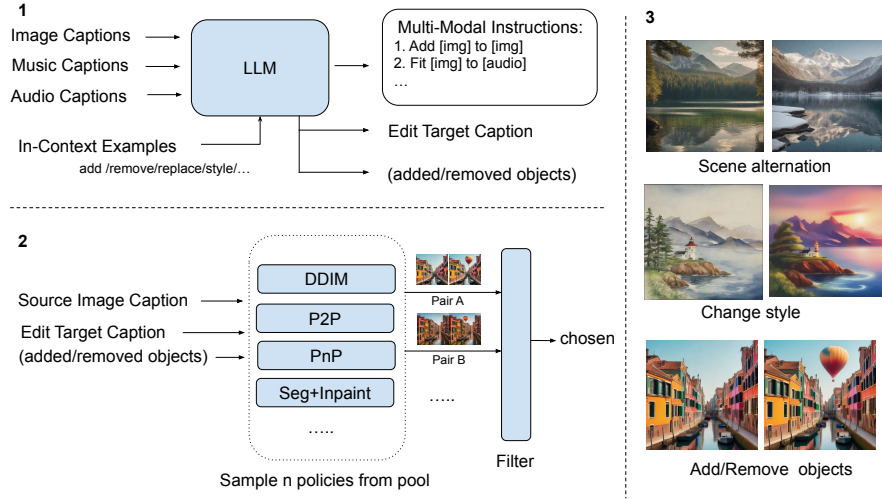 1
Image Captions
Music Captions
Audio Captions
LLM
Multi-Modal Instructions:
1. Add [img] to [img]
2. Fit [img] to [audio]
…
In-Context Examples
add /remove/replace/style/…
Edit Target Caption
(added/removed objects)
2
Source Image Caption
Edit Target Caption
(added/removed objects)
DDIM
P2P
PnP
Seg+Inpaint
…..
Sample n policies from pool
Pair A
Pair B
…..
Filter
chosen
3
Scene alternation
Change style
Add/Remove objects